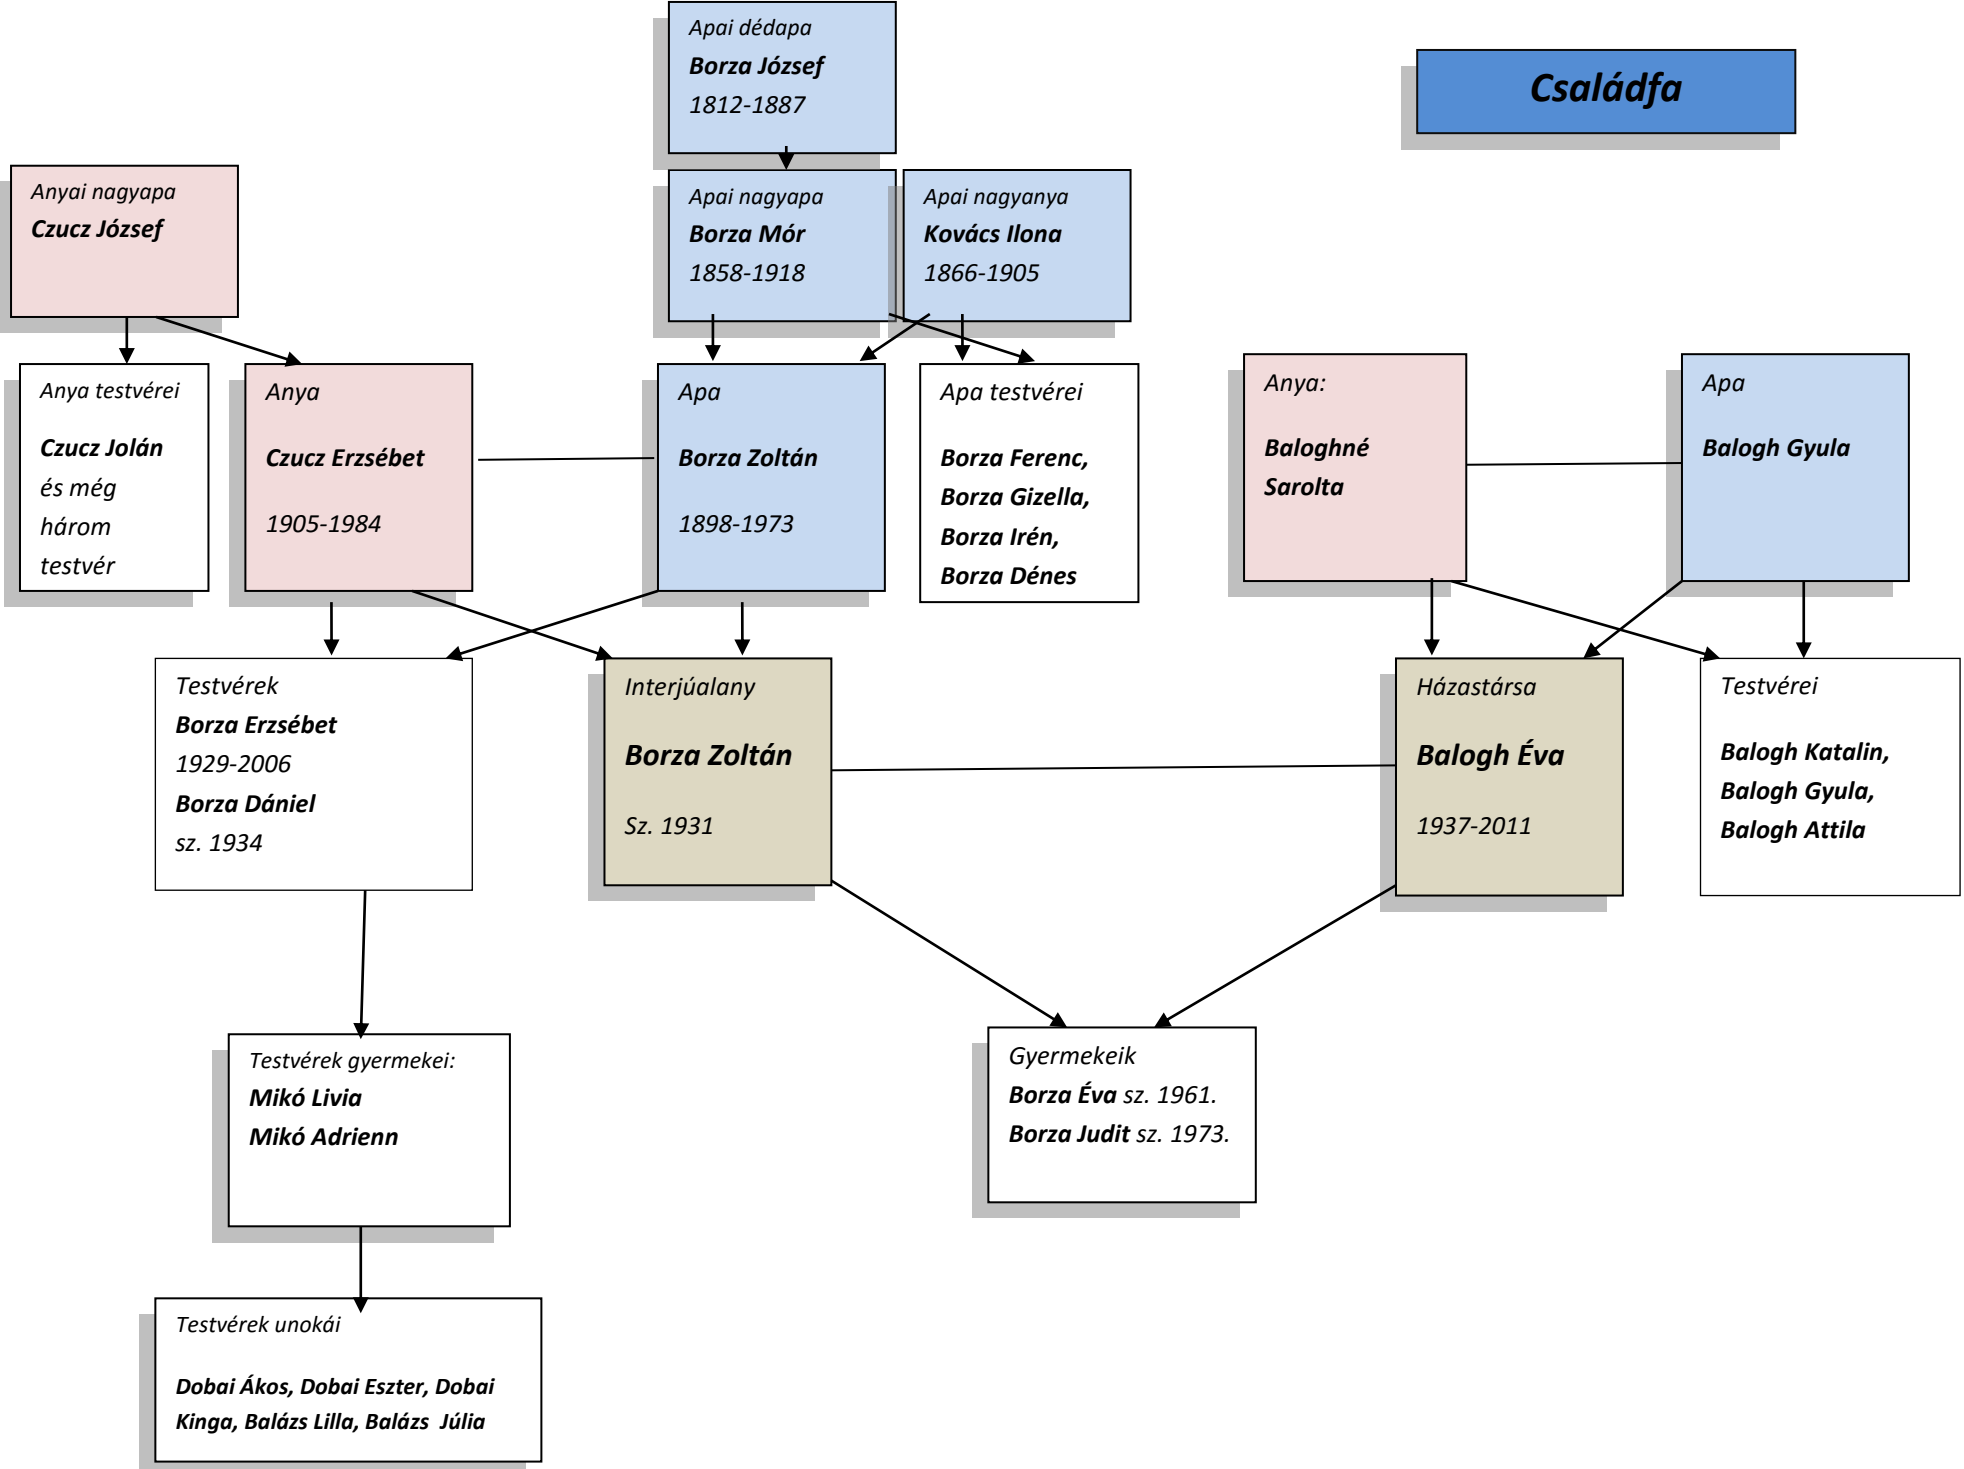 Családfa
Apai dédapa
Borza József
1812-1887
Anyai nagyapa
Czucz József
Apai nagyapa
Borza Mór
1858-1918
Apai nagyanya
Kovács Ilona
1866-1905
Anya testvérei
Czucz Jolán
és még
három
testvér
Anya
Czucz Erzsébet
1905-1984
Apa
Borza Zoltán
1898-1973
Apa testvérei
Borza Ferenc,
Borza Gizella,
Borza Irén,
Borza Dénes
Anya:
Baloghné
Sarolta
Apa
Balogh Gyula
Testvérek
Borza Erzsébet
1929-2006
Borza Dániel
sz. 1934
Interjúalany
Borza Zoltán
Sz. 1931
Házastársa
Balogh Éva
1937-2011
Testvérei
Balogh Katalin,
Balogh Gyula,
Balogh Attila
Testvérek gyermekei:
Mikó Livia
Mikó Adrienn
Gyermekeik
Borza Éva sz. 1961.
Borza Judit sz. 1973.
Testvérek unokái
Dobai Ákos, Dobai Eszter, Dobai
Kinga, Balázs Lilla, Balázs Júlia